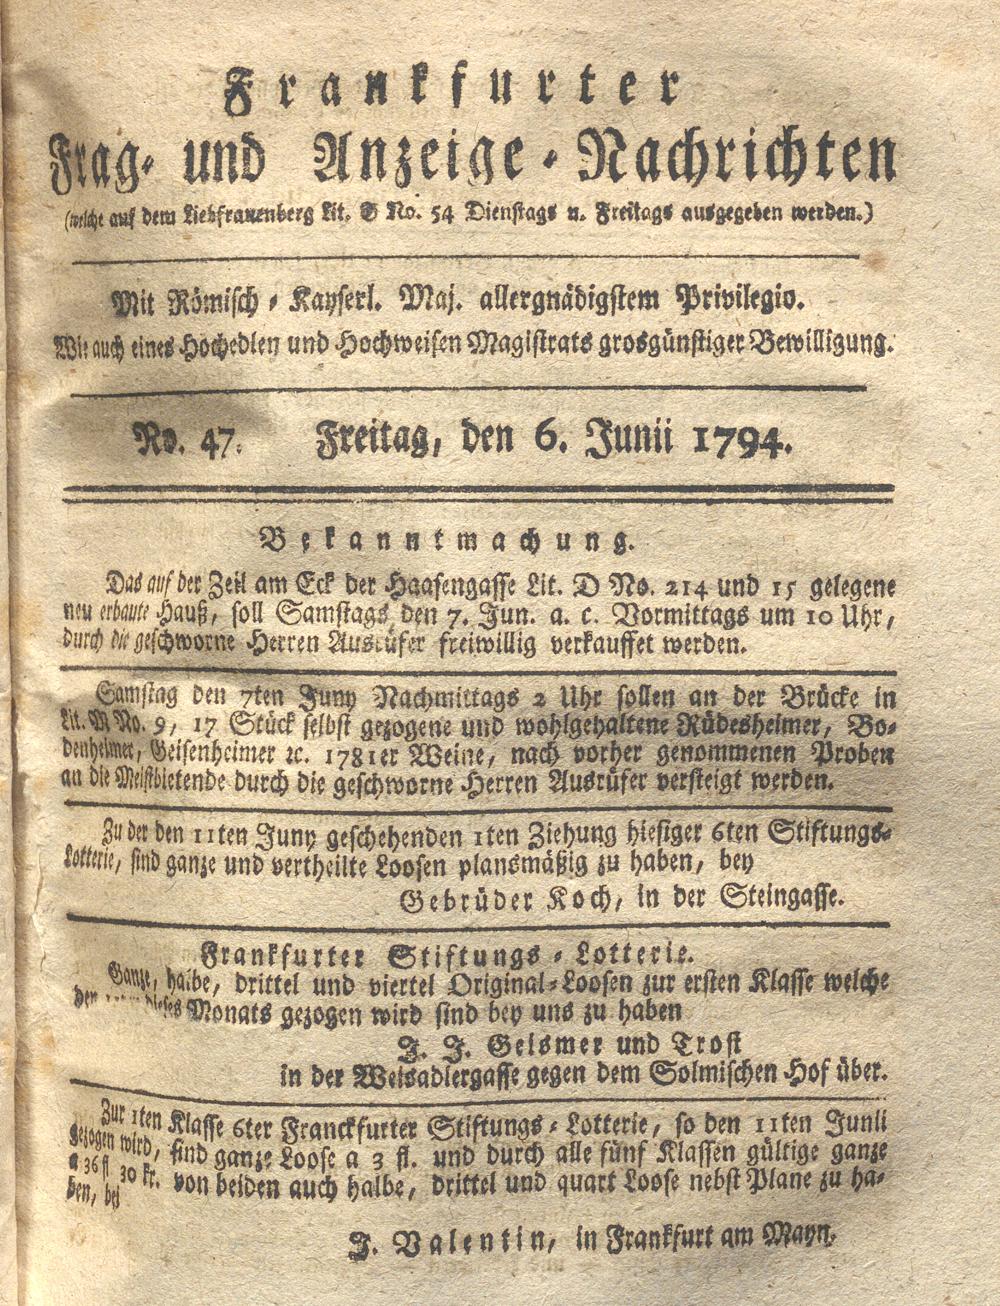 Frankfurter
Frag- und Anzeige-Nachrichten
(welche auf dem Liebfrauenberg Lit. G No. 54 Dienstags u. Freitags ausgegeben werden.)
Mit Römisch-Kayserl. Maj. allergnädigstem Privilegio.
Wie auch eines Hochedlen und Hochweisen Magistrats grosgünstiger Bewilligung.
No. 47. Freitag, den 6. Junii 1794.
Bekanntmachung.
Das auf der Zeil am Eck der Haasengasse Lit. D No. 214 und 15 gelegene
neu erbaute Hauß, soll Samstags den 7. Jun. a. c. Vormittags um 10 Uhr,
durch die geschworne Herren Ausrüfer freiwillig verkauffet werden.
Samstag den 7ten Juny Nachmittags 2 Uhr sollen an der Brücke in
Lit. M No. 9, 17 Stück selbst gezogene und wohlgehaltene Rüdesheimer, Bo-
denheimer, Geisenheimer ꝛc. 1781er Weine, nach vorher genommenen Proben
an die Meistbietende durch die geschworne Herren Ausrüfer versteigt werden.
Zu der den 11ten Juny geschehenden 1ten Ziehung hiesiger 6ten Stiftungs-
Lotterie, sind ganze und vertheilte Loosen plansmäßig zu haben, bey
Gebrüder Koch, in der Steingasse.
Frankfurter Stiftungs-Lotterie.
Ganze, halbe, drittel und viertel Original-Loosen zur ersten Klasse welche
den dieses Monats gezogen wird sind bey uns zu haben
J. J. Geismer und Trost
in der Weisadlergasse gegen dem Solmischen Hof über.
Zur 1ten Klasse 6ter Franckfurter Stiftungs-Lotterie, so den 11ten Junii
gezogen wird, sind ganze Loose a 3 fl. und durch alle fünf Klassen gültige ganze
a 36 fl 30 kr. von beiden auch halbe, drittel und quart Loose nebst Plane zu ha-
ben, bei
J. Valentin, in Frankfurt am Mayn.